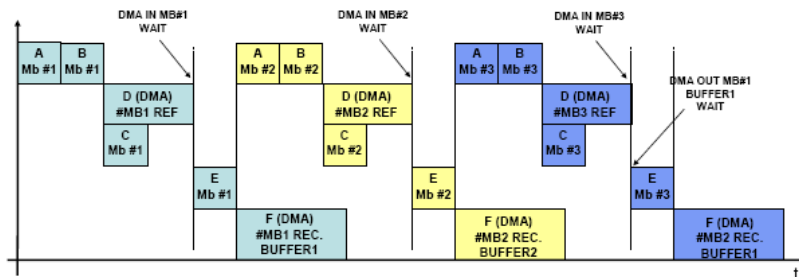 DMA IN MB#1
WAIT
DMA IN MB#2
WAIT
DMA IN MB#3
WAIT
A
Mb #1
B
Mb #1
A
Mb #2
B
Mb #2
A
Mb #3
B
Mb #3
DMA OUT MB#1
BUFFER1
WAIT
D (DMA)
#MB1 REF
D (DMA)
#MB2 REF
D (DMA)
#MB3 REF
C
Mb #1
C
Mb #2
C
Mb #3
E
Mb #1
E
Mb #2
E
Mb #3
F (DMA)
#MB1 REC.
BUFFER1
F (DMA)
#MB2 REC.
BUFFER2
F (DMA)
#MB2 REC.
BUFFER1
t